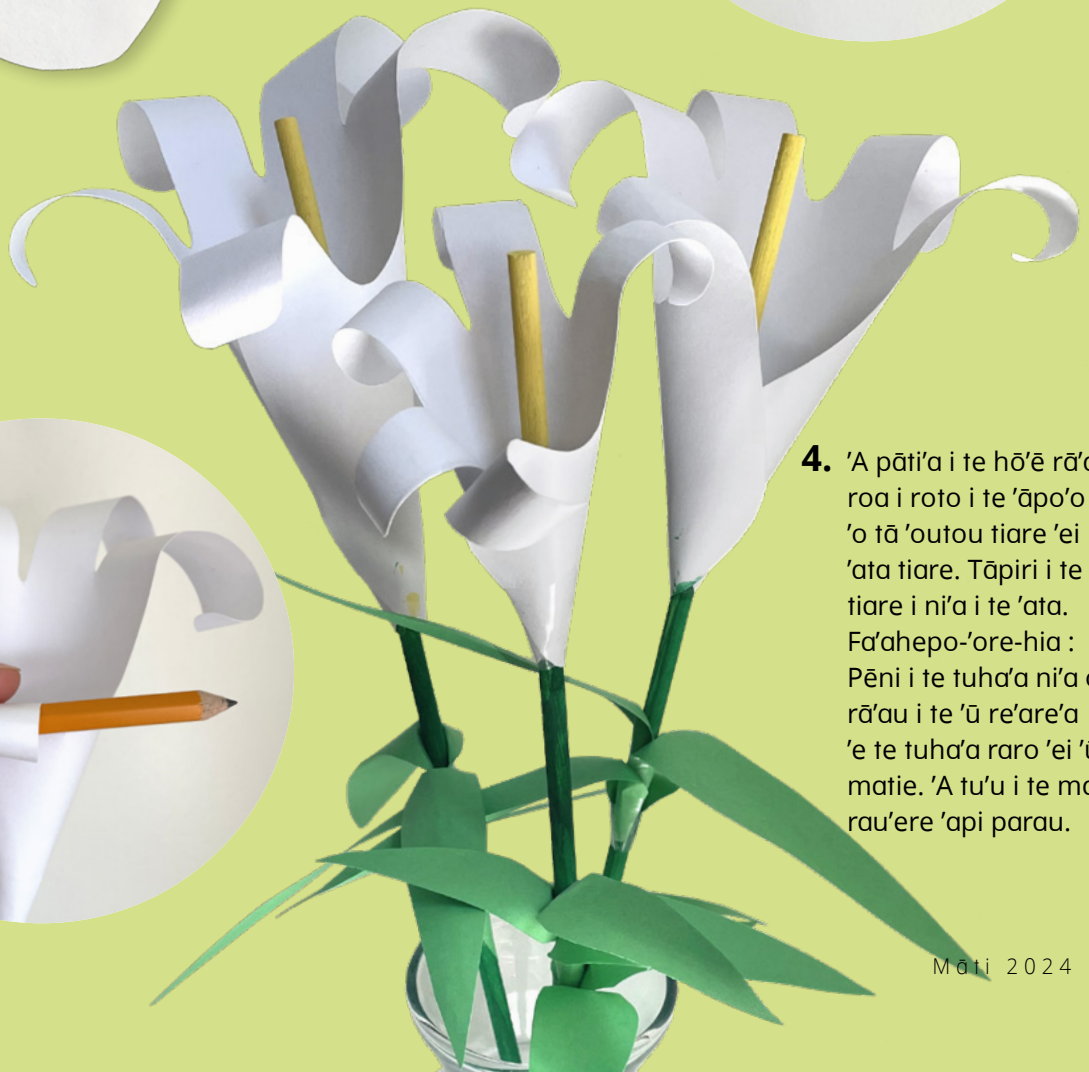 4. 'A pāti'a i te hō'ē
roa i roto i te 'āpo'o
'o tā 'outou tiare 'ei
'ata tiare. Tāpiri i te
tiare i ni'a i te 'ata.
Fa'ahepo-'ore-hia :
Pēni i te tuha'a ni'a
rā'au i te 'ū re'are'a
'e te tuha'a raro 'ei
matie. 'A tu'u i te
rau'ere 'api parau.
Māti 2024